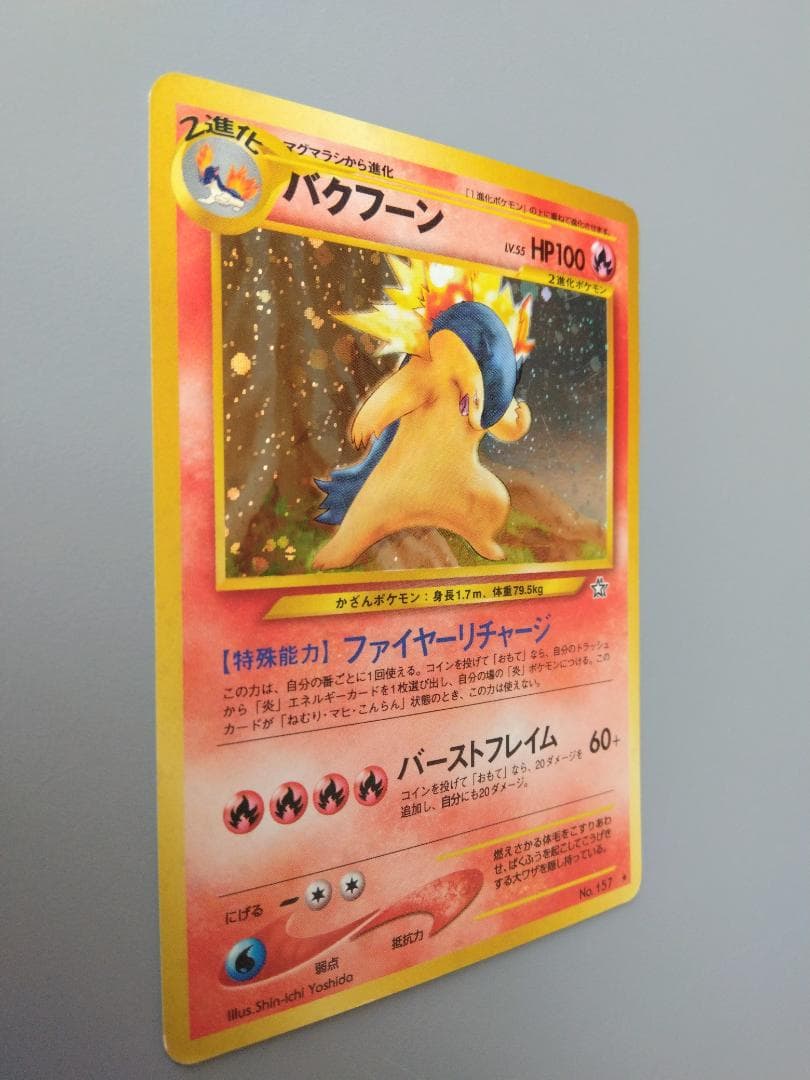 2進化
マグマラシから進化
「1進化ポケモン」の上に重ねて進化させます。
バクフーン
LV.55 HP100
2進化ポケモン
かざんポケモン：身長1.7m、体重79.5kg
【特殊能力】ファイヤーリチャージ
この力は、自分の番ごとに1回使える。コインを投げて「おもて」なら、自分のトラッシュ
から「炎」エネルギーカードを1枚選び出し、自分の場の「炎」ポケモンにつける。この
カードが「ねむり・マヒ・こんらん」状態のとき、この力は使えない。
バーストフレイム 60+
コインを投げて「おもて」なら、20ダメージを
追加し、自分にも20ダメージ。
燃えさかる体毛をこすりあわ
せ、ばくふうを起こしてこうげき
する大ワザを隠し持っている。
No. 157 ★
にげる
弱点
抵抗力
Illus. Shin-ichi Yoshida